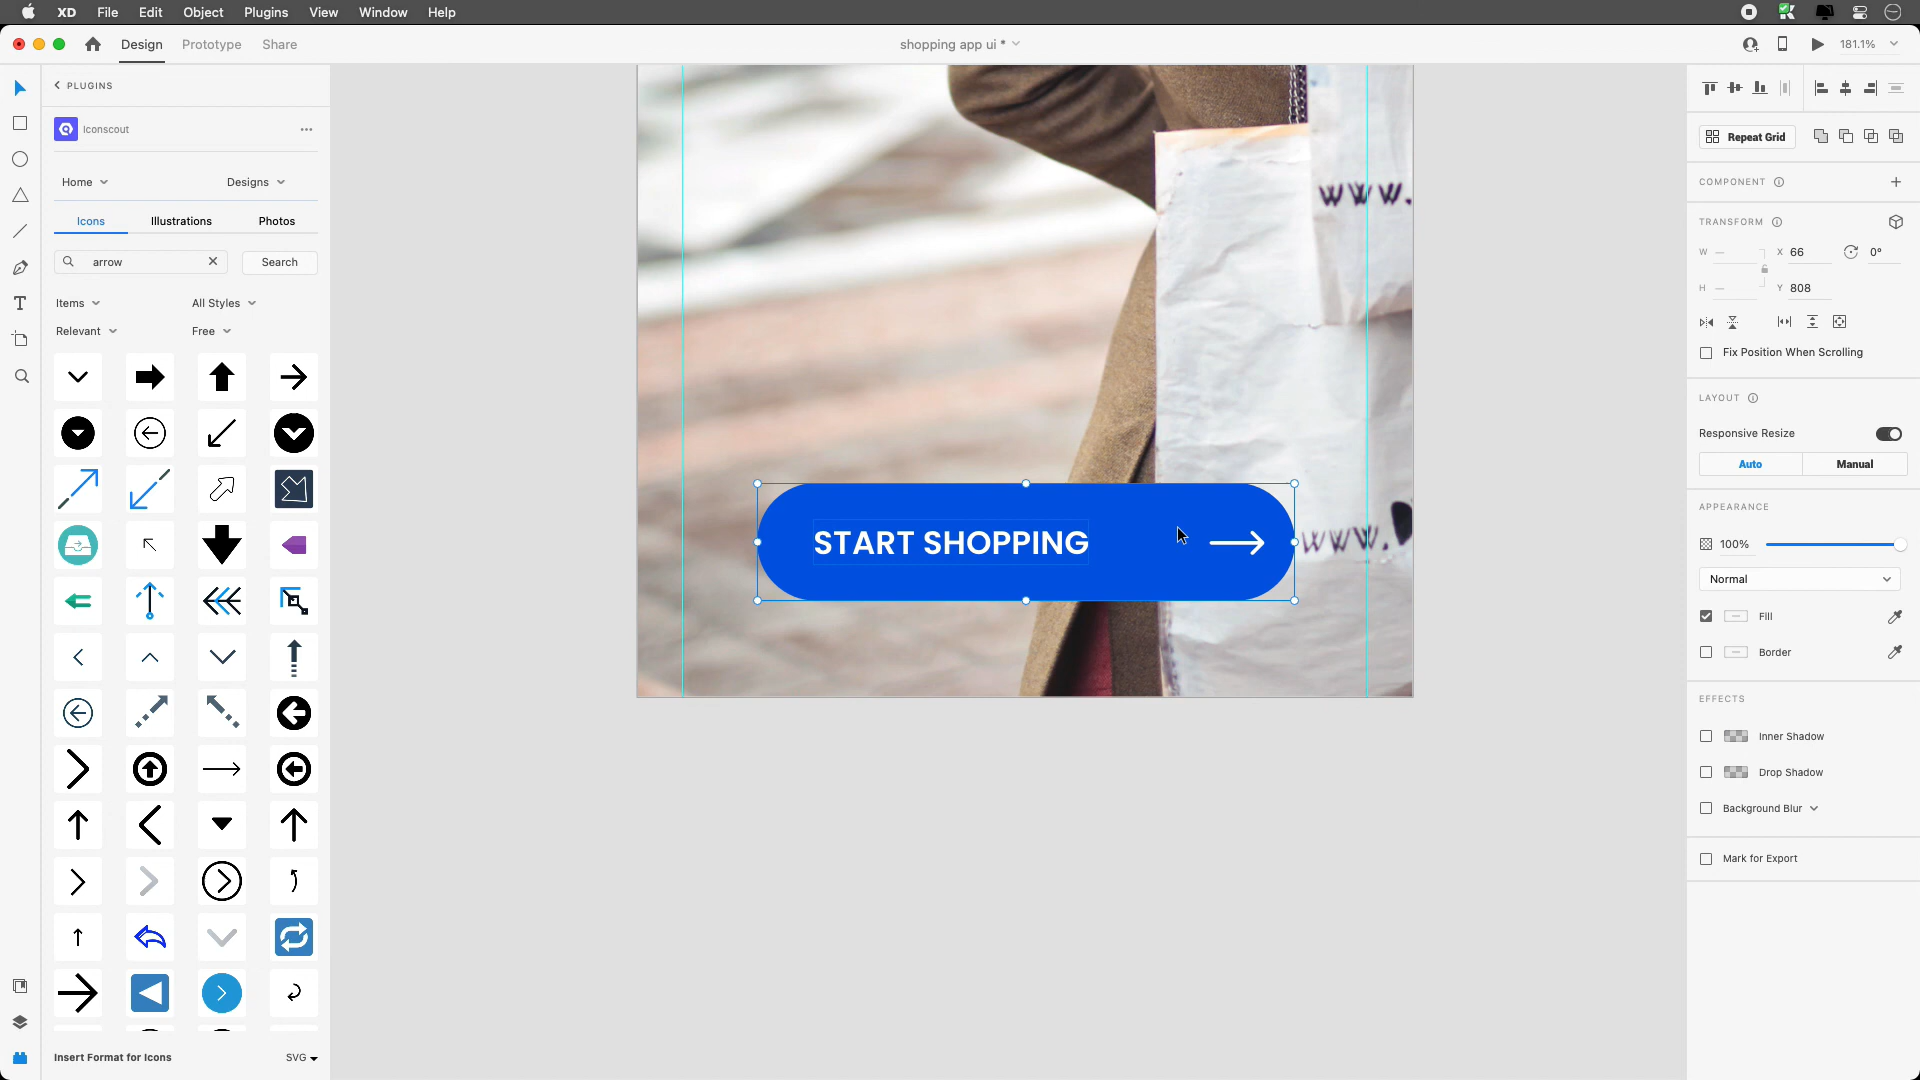 XD File Edit Object Plugins View Window Help
Design Prototype Share
shopping app ui *
181.1%
PLUGINS
Iconscout
Home Designs
Icons Illustrations Photos
arrow Search
Items All Styles
Relevant Free
Insert Format for Icons SVG
www.
START SHOPPING
www.
Repeat Grid
COMPONENT
TRANSFORM
W – X 66 0°
H – Y 808
Fix Position When Scrolling
LAYOUT
Responsive Resize
Auto Manual
APPEARANCE
100%
Normal
Fill
Border
EFFECTS
Inner Shadow
Drop Shadow
Background Blur
Mark for Export